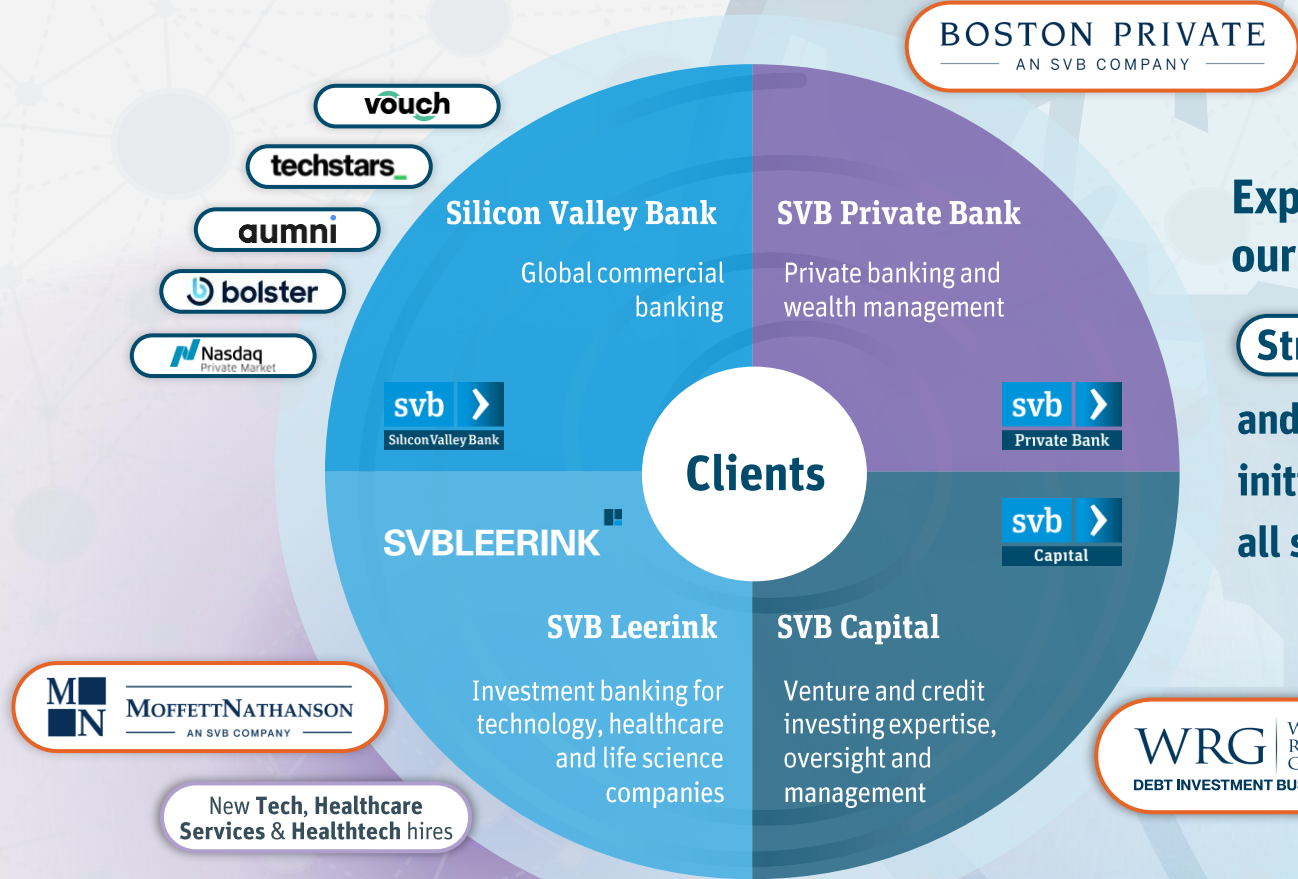 BOSTON PRIVATE
AN SVB COMPANY
vouch
techstars_
aumni
bolster
Nasdaq
Private Market
Silicon Valley Bank
Global commercial
banking
svb
Silicon Valley Bank
SVB Private Bank
Private banking and
wealth management
svb
Private Bank
Clients
SVBLEERINK
SVB Leerink
Investment banking for
technology, healthcare
and life science
companies
svb
Capital
SVB Capital
Venture and credit
investing expertise,
oversight and
management
MN
MOFFETTNATHANSON
AN SVB COMPANY
New Tech, Healthcare
Services & Healthtech hires
WRG
DEBT INVESTMENT
our
and
all